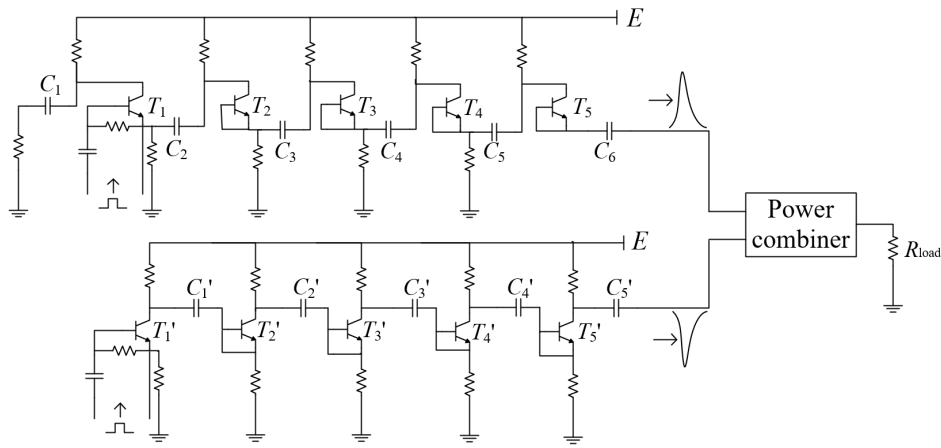 E
C₁
T₁
T₂
T₃
T₄
T₅
C₂
C₃
C₄
C₅
C₆
Power
combiner
Rload
E
C₁'
C₂'
C₃'
C₄'
C₅'
T₁'
T₂'
T₃'
T₄'
T₅'